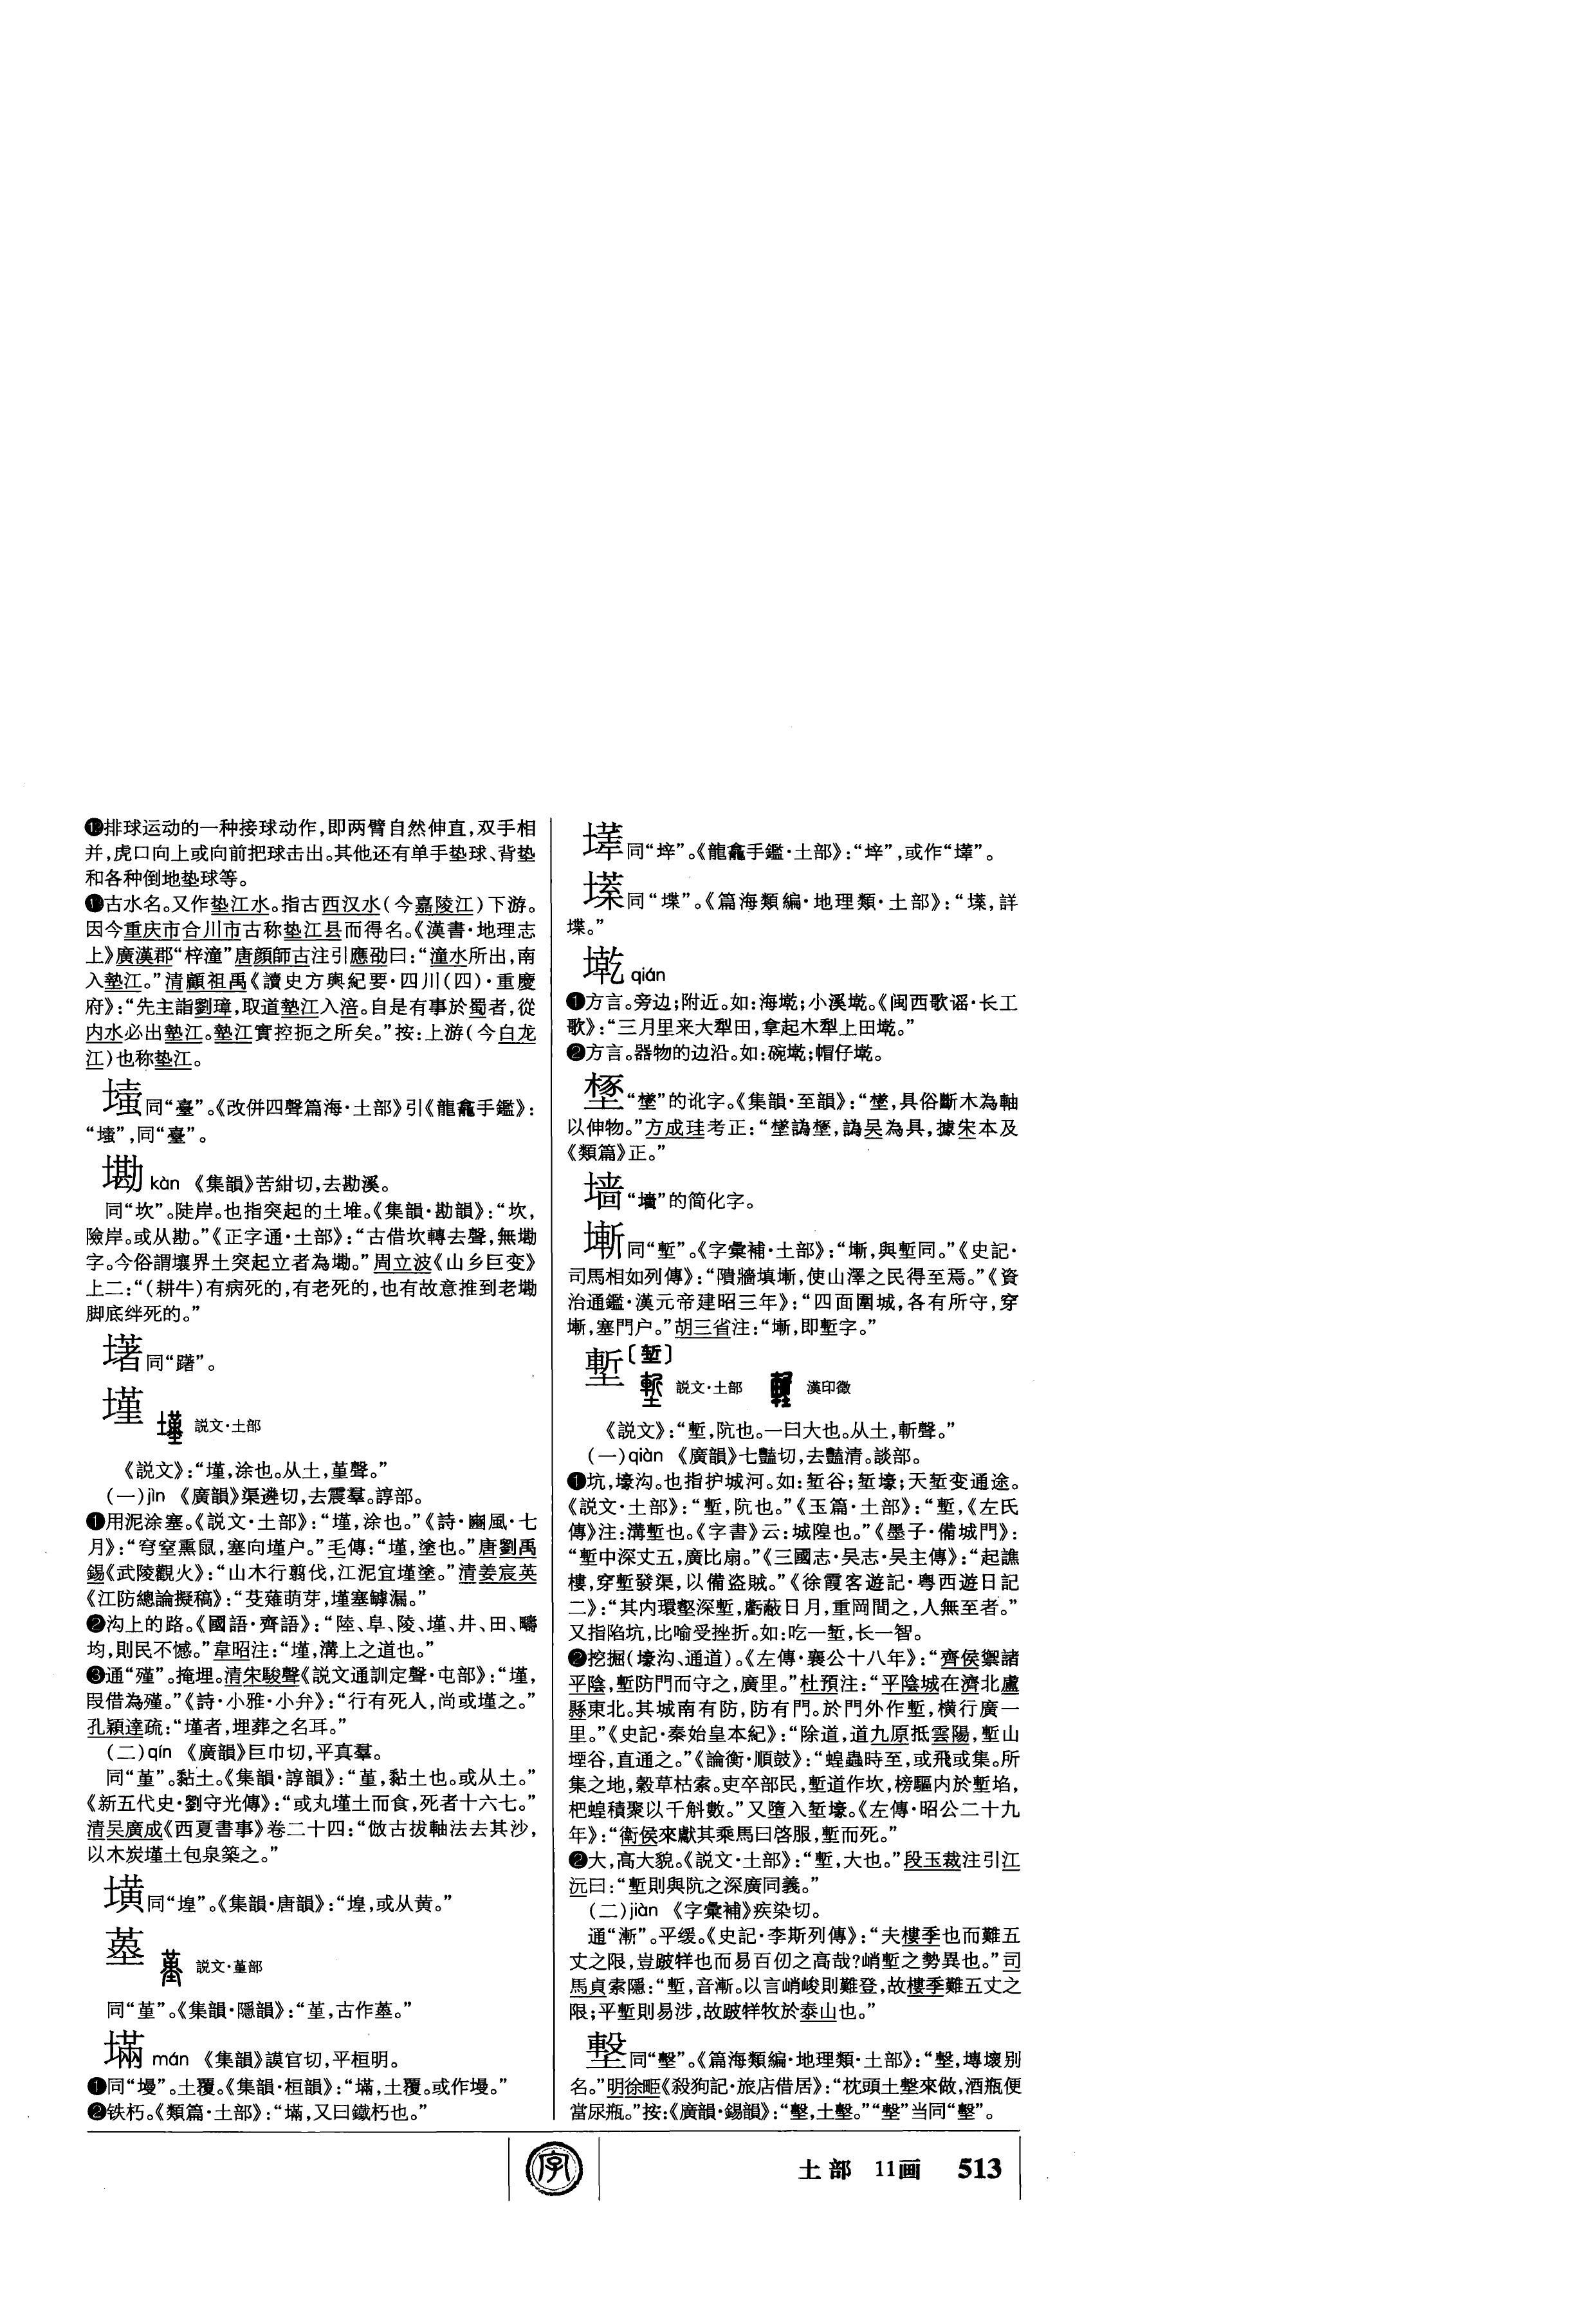 ⓬排球运动的一种接球动作,即两臂自然伸直,双手相
并,虎口向上或向前把球击出。其他还有单手垫球、背垫
和各种倒地垫球等。
古水名。又作垫江水。指古西汉水(今嘉陵江)下游。
因今重庆市合川市古称垫江县而得名。《漢書·地理志
上》廣漢郡“梓潼”唐顔師古注引應劭曰:“潼水所出,南
入墊江。”清顧祖禹《讀史方輿紀要·四川(四)·重慶
府》:“先主詣劉璋,取道墊江入涪。自是有事於蜀者,從
内水必出墊江。墊江實控扼之所矣。”按:上游(今白龙
江)也称垫江。
同“臺”。《改併四聲篇海·土部》引《龍龕手鑑》:
同“臺”。
墈 kàn 《集韻》苦紺切,去勘溪。
同“坎”。陡岸。也指突起的土堆。《集韻·勘韻》:“坎,
險岸。或从勘。”《正字通·土部》:“古借坎轉去聲,無墈
字。今俗謂壤界土突起立者為墈。”周立波《山乡巨变》
上二:“(耕牛)有病死的,有老死的,也有故意推到老墈
脚底绊死的。”
同“躇”。
墐 説文·土部
《説文》:“墐,涂也。从土,堇聲。”
(一)jìn 《廣韻》渠遴切,去震羣。諄部。
❶用泥涂塞。《説文·土部》:“墐,涂也。”《詩·豳風·七
月》:“穹窒熏鼠,塞向墐户。”毛傳:“墐,塗也。”唐劉禹
錫《武陵觀火》:“山木行翦伐,江泥宜墐塗。”清姜宸英
《江防總論擬稿》:“芟薙萌芽,墐塞罅漏。”
❷沟上的路。《國語·齊語》:“陸、阜、陵、墐、井、田、疇
均,則民不憾。”韋昭注:“墐,溝上之道也。”
❸通“殣”。掩埋。清朱駿聲《説文通訓定聲·屯部》:“墐,
叚借為殣。”《詩·小雅·小弁》:“行有死人,尚或墐之。”
孔穎達疏:“墐者,埋葬之名耳。”
(二)qín 《廣韻》巨巾切,平真羣。
同“堇”。黏土。《集韻·諄韻》:“堇,黏土也。或从土。”
《新五代史·劉守光傳》:“或丸墐土而食,死者十六七。”
清吴廣成《西夏書事》卷二十四:“倣古拔軸法去其沙,
以木炭墐土包泉築之。”
墴同“堭”。《集韻·唐韻》:“堭,或从黄。”
説文·堇部
同“堇”。《集韻·隱韻》:“堇,古作墓。”
墹 mán 《集韻》謨官切,平桓明。
❶同“墁”。土覆。《集韻·桓韻》:土覆。或作墁。”
❷铁朽。《類篇·土部》:又曰鐵朽也。”
墷同“垶”。《龍龕手鑑·土部》:“垶”,或作
同“堞”。《篇海類編·地理類·土部》:詳
堞。”
墘 qián
❶方言。旁边;附近。如:海墘;小溪墘。《闽西歌谣·长工
歌》:“三月里来大犁田,拿起木犁上田墘。”
❷方言。器物的边沿。如:碗墘;帽仔墘。
的讹字。《集韻·至韻》:具俗斷木為軸
以伸物。”方成珪考正:譌吴為具,據宋本及
《類篇》正。”
墙“墻”的简化字。
塹同“塹”。《字彙補·土部》:與塹同。”《史記·
司馬相如列傳》:“隤牆填塹,使山澤之民得至焉。”《資
治通鑑·漢元帝建昭三年》:“四面圍城,各有所守,穿
塹,塞門户。”胡三省注:即塹字。”
塹〔堑〕
説文·土部 漢印徵
《説文》:“塹,阬也。一曰大也。从土,斬聲。”
(一)qiàn 《廣韻》七豔切,去豔清。談部。
❶坑,壕沟。也指护城河。如:堑谷;堑壕;天堑变通途。
《説文·土部》:“塹,阬也。”《玉篇·土部》:“塹,《左氏
傳》注:溝塹也。《字書》云:城隍也。”《墨子·備城門》:
“塹中深丈五,廣比扇。”《三國志·吴志·吴主傳》:“起譙
樓,穿塹發渠,以備盗賊。”《徐霞客遊記·粤西遊日記
二》:“其内環壑深塹,虧蔽日月,重岡間之,人無至者。”
又指陷坑,比喻受挫折。如:吃一堑,长一智。
❷挖掘(壕沟、通道)。《左傳·襄公十八年》:“齊侯禦諸
平陰,塹防門而守之,廣里。”杜預注:“平陰城在濟北盧
縣東北。其城南有防,防有門。於門外作塹,横行廣一
里。”《史記·秦始皇本紀》:“除道,道九原抵雲陽,塹山
堙谷,直通之。”《論衡·順鼓》:“蝗蟲時至,或飛或集。所
集之地,穀草枯索。吏卒部民,塹道作坎,榜驅内於塹埳,
杷蝗積聚以千斛數。”又墮入堑壕。《左傳·昭公二十九
年》:“衛侯來獻其乘馬曰啓服,塹而死。”
❷大,高大貌。《説文·土部》:“塹,大也。”段玉裁注引江
沅曰:“塹則與阬之深廣同義。”
(二)jiàn 《字彙補》疾染切。
通“漸”。平缓。《史記·李斯列傳》:“夫樓季也而難五
丈之限,豈跛牂也而易百仞之高哉?峭塹之勢異也。”司
馬貞索隱:“塹,音漸。以言峭峻則難登,故樓季難五丈之
限;平塹則易涉,故跛牂牧於泰山也。”
同“墼”。《篇海類編·地理類·土部》:塼壞别
名。”明徐㖘《殺狗記·旅店借居》:“枕頭土墼來做,酒瓶便
當尿瓶。”按:《廣韻·錫韻》:“墼,土墼。”當同“墼”。
土部 11画 513